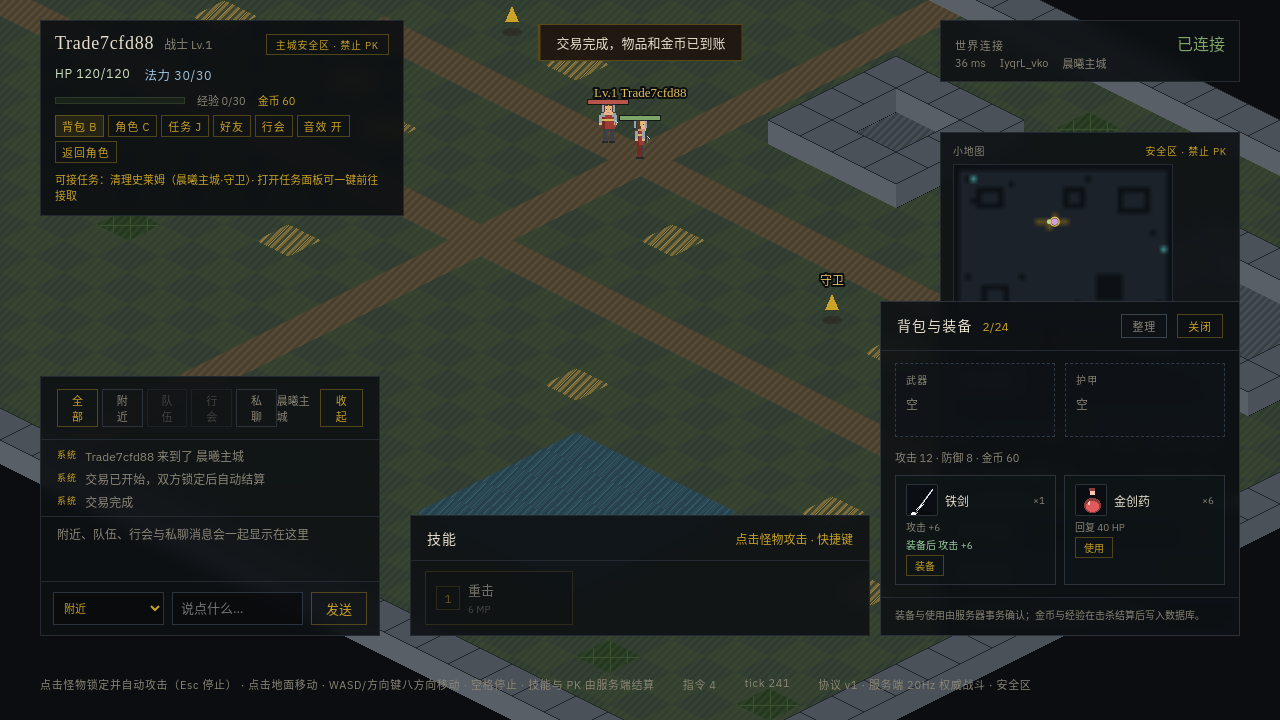 Trade7cfd88 战士 Lv.1 主城安全区 · 禁止 PK
HP 120/120 法力 30/30
经验 0/30 金币 60
背包 B 角色 C 任务 J 好友 行会 音效 开
返回角色
可接任务：清理史莱姆（晨曦主城·守卫）· 打开任务面板可一键前往
接取
交易完成，物品和金币已到账
Lv.1 Trade7cfd88
世界连接 已连接
36 ms IyqrL_vko 晨曦主城
小地图 安全区 · 禁止 PK
守卫
背包与装备 2/24 整理 关闭
武器 护甲
空 空
攻击 12 · 防御 8 · 金币 60
铁剑 ×1 金创药 ×6
攻击 +6 回复 40 HP
装备后 攻击 +6 使用
装备
装备与使用由服务器事务确认；金币与经验在击杀结算后写入数据库。
全部 附近 队伍 行会 私聊 晨曦主城 收起
系统 Trade7cfd88 来到了 晨曦主城
系统 交易已开始，双方锁定后自动结算
系统 交易完成
附近、队伍、行会与私聊消息会一起显示在这里
附近 说点什么… 发送
技能 点击怪物攻击 · 快捷键
1 重击
6 MP
点击怪物锁定并自动攻击（Esc 停止） · 点击地面移动 · WASD/方向键八方向移动 · 空格停止 · 技能与 PK 由服务端结算 指令 4 tick 241 协议 v1 · 服务端 20Hz 权威战斗 · 安全区